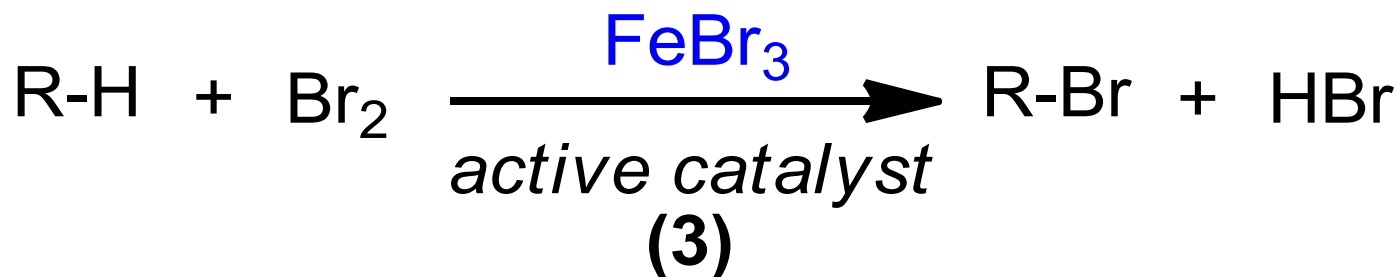 FeBr₃
R-H + Br₂ R-Br + HBr
active catalyst
(3)